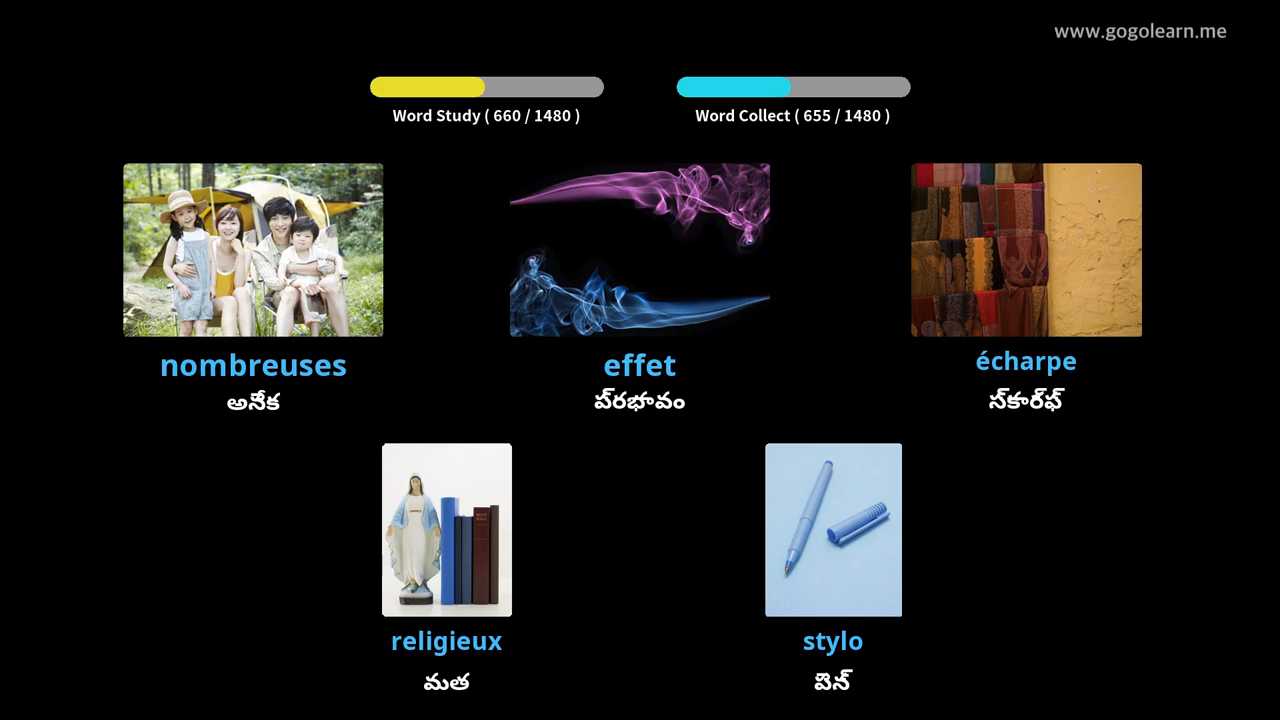 www.gogolearn.me
Word Study ( 660 / 1480 )
Word Collect ( 655 / 1480 )
nombreuses
effet
écharpe
అనేక
ప్రభావం
స్కార్ఫ్
religieux
stylo
మత
పెన్